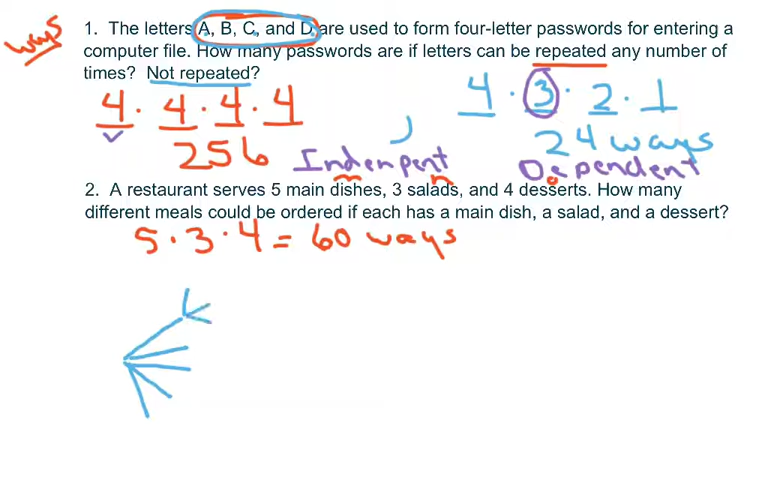 ways
1. The letters A, B, C, and D, are used to form four-letter passwords for entering a
computer file. How many passwords are if letters can be repeated any number of
times? Not repeated?
4 · 4 · 4 · 4
4 · 3 · 2 · 1
256
24 ways
Indenpent
Dependent
2. A restaurant serves 5 main dishes, 3 salads, and 4 desserts. How many
different meals could be ordered if each has a main dish, a salad, and a dessert?
5 · 3 · 4 = 60 ways